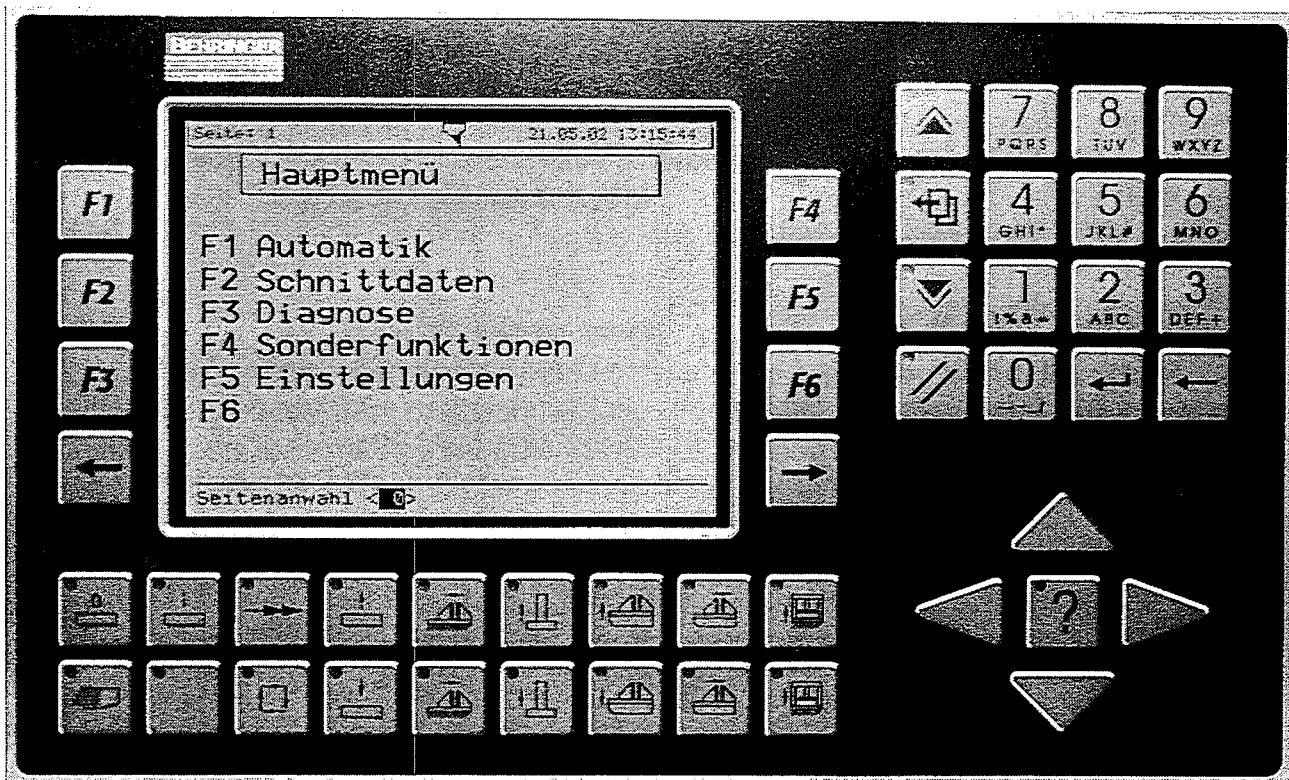 BEHRINGER
Seite: 1 21.05.02 13:15:44
Hauptmenü
F1 Automatik
F2 Schnittdaten
F3 Diagnose
F4 Sonderfunktionen
F5 Einstellungen
F6
Seitenanwahl < 0>
F1
F2
F3
F4
F5
F6
7 8 9
PQRS TUV WXYZ
4 5 6
GHI* JKL# MNO
1 2 3
ABC DEF+
0
?